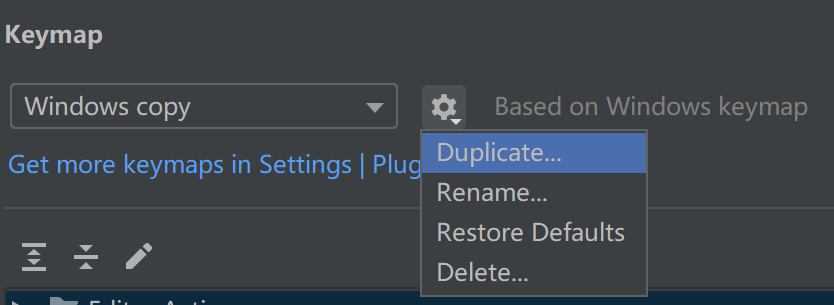 Keymap
Windows copy
Based on Windows keymap
Get more keymaps in Settings | Plug
Duplicate...
Rename...
Restore Defaults
Delete...